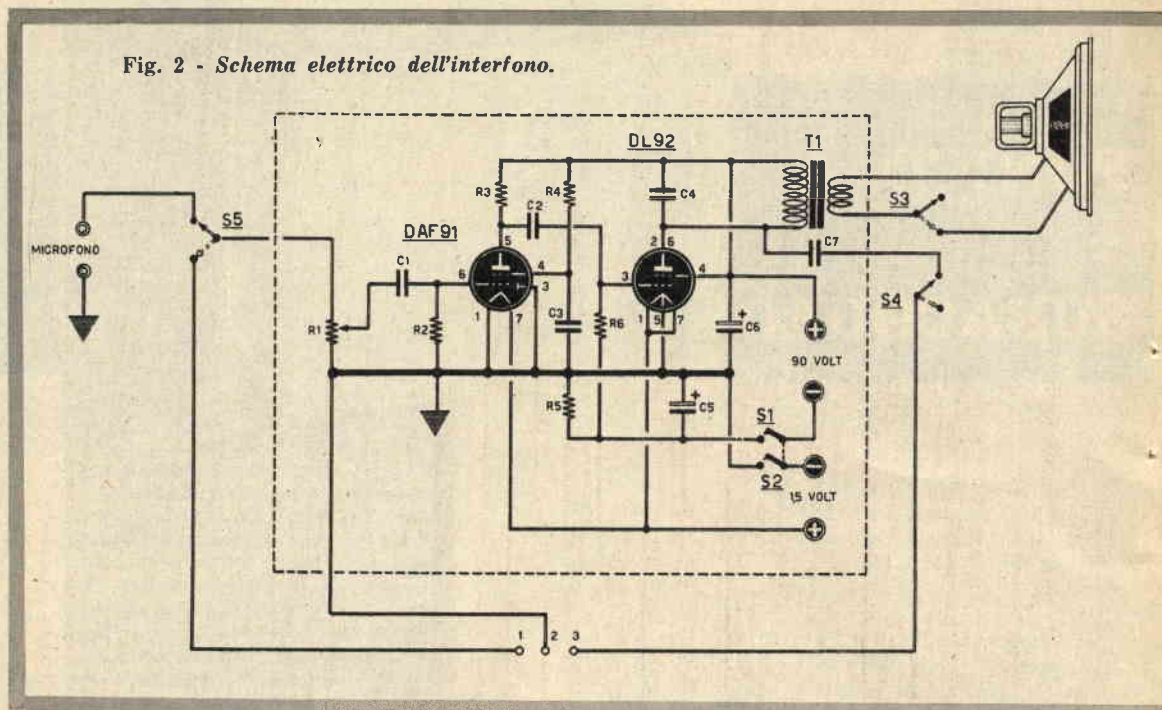 Fig. 2 - Schema elettrico dell'interfono.
DL92
T1
R3
R4
C4
S3
C2
S5
DAF91
C7
MICROFONO
5
2 6
C1
6
4
3
3
4
S4
1
7
1
5
7
+
R1
R2
C3
R6
C6
+
90 VOLT
R5
+
C5
S1
−
−
S2
1,5 VOLT
+
1
2
3